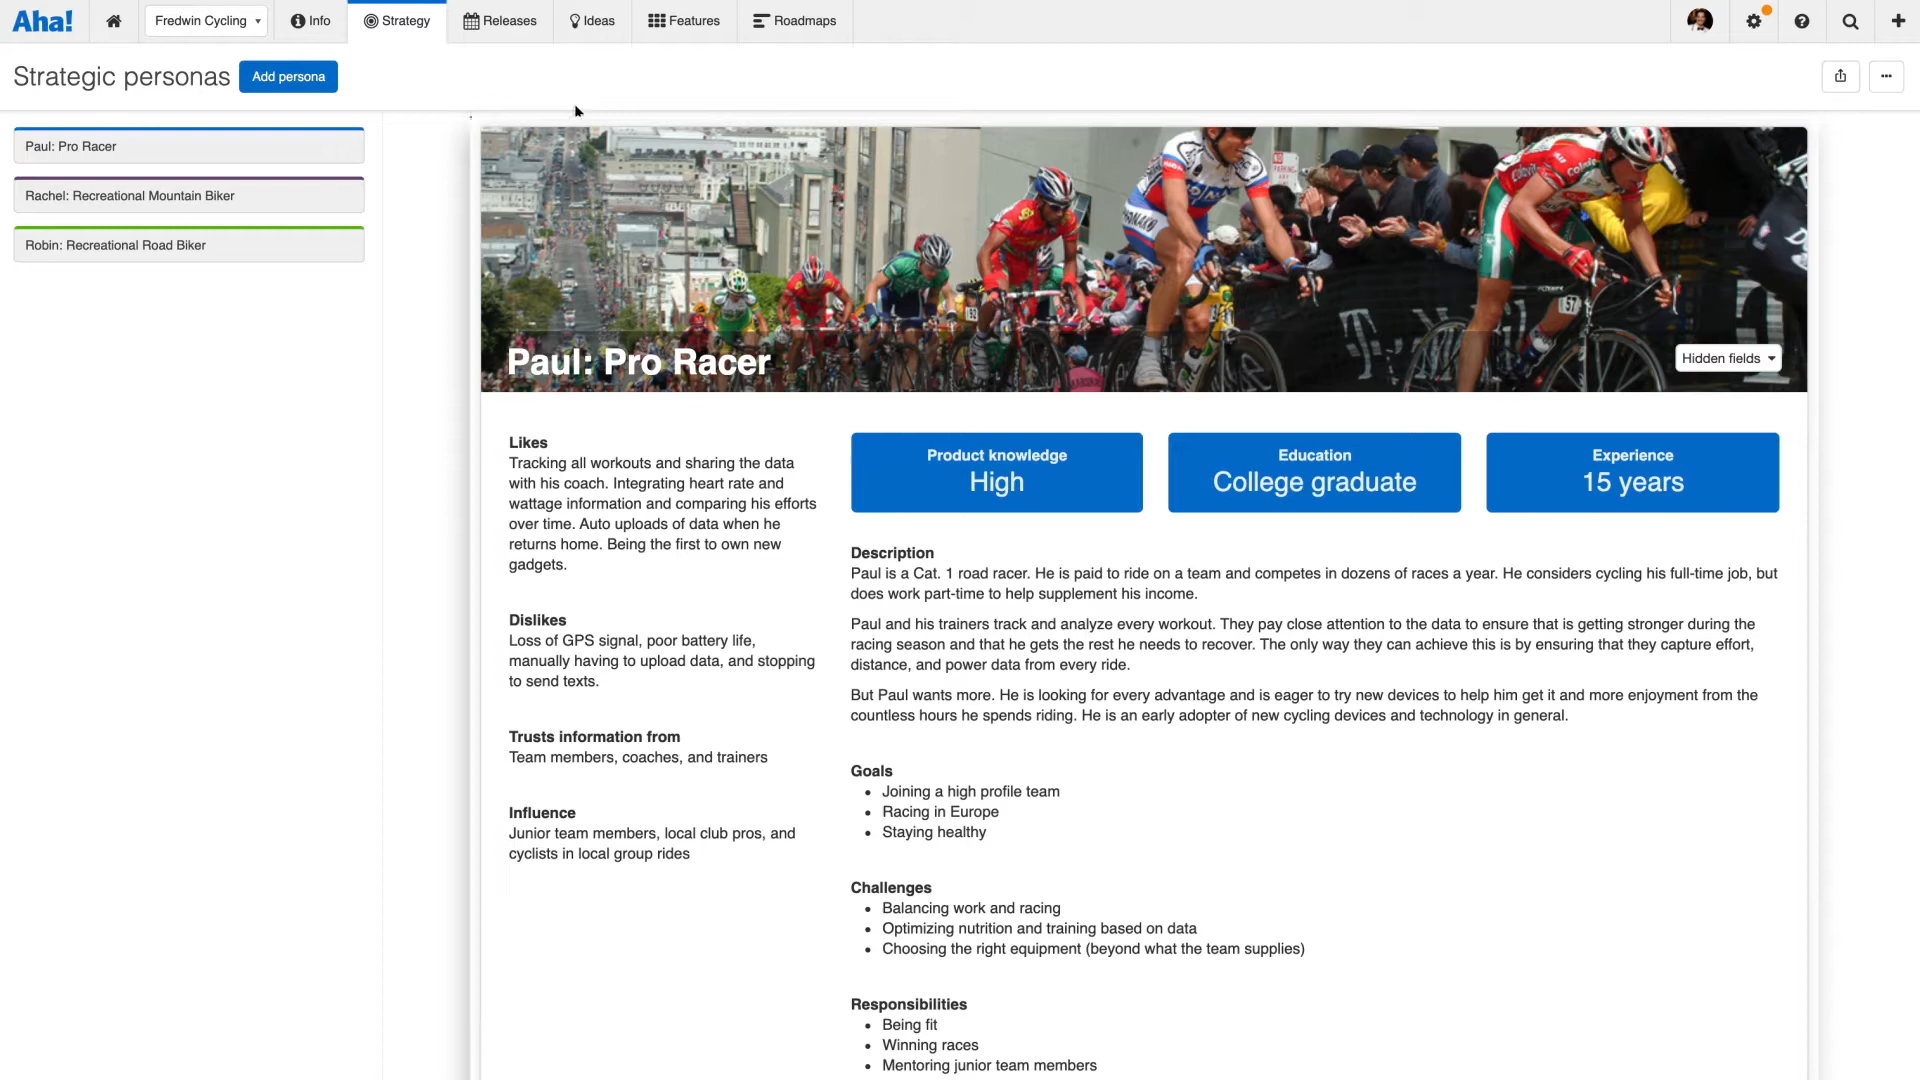 Aha!
Fredwin Cycling
Info
Strategy
Releases
Ideas
Features
Roadmaps
Strategic personas
Add persona
Paul: Pro Racer
Rachel: Recreational Mountain Biker
Robin: Recreational Road Biker
NO
192
57
Paul: Pro Racer
Hidden fields
Likes
Tracking all workouts and sharing the data
with his coach. Integrating heart rate and
wattage information and comparing his efforts
over time. Auto uploads of data when he
returns home. Being the first to own new
gadgets.
Dislikes
Loss of GPS signal, poor battery life,
manually having to upload data, and stopping
to send texts.
Trusts information from
Team members, coaches, and trainers
Influence
Junior team members, local club pros, and
cyclists in local group rides
Product knowledge
High
Education
College graduate
Experience
15 years
Description
Paul is a Cat. 1 road racer. He is paid to ride on a team and competes in dozens of races a year. He considers cycling his full-time job, but
does work part-time to help supplement his income.
Paul and his trainers track and analyze every workout. They pay close attention to the data to ensure that is getting stronger during the
racing season and that he gets the rest he needs to recover. The only way they can achieve this is by ensuring that they capture effort,
distance, and power data from every ride.
But Paul wants more. He is looking for every advantage and is eager to try new devices to help him get it and more enjoyment from the
countless hours he spends riding. He is an early adopter of new cycling devices and technology in general.
Goals
• Joining a high profile team
• Racing in Europe
• Staying healthy
Challenges
• Balancing work and racing
• Optimizing nutrition and training based on data
• Choosing the right equipment (beyond what the team supplies)
Responsibilities
• Being fit
• Winning races
• Mentoring junior team members